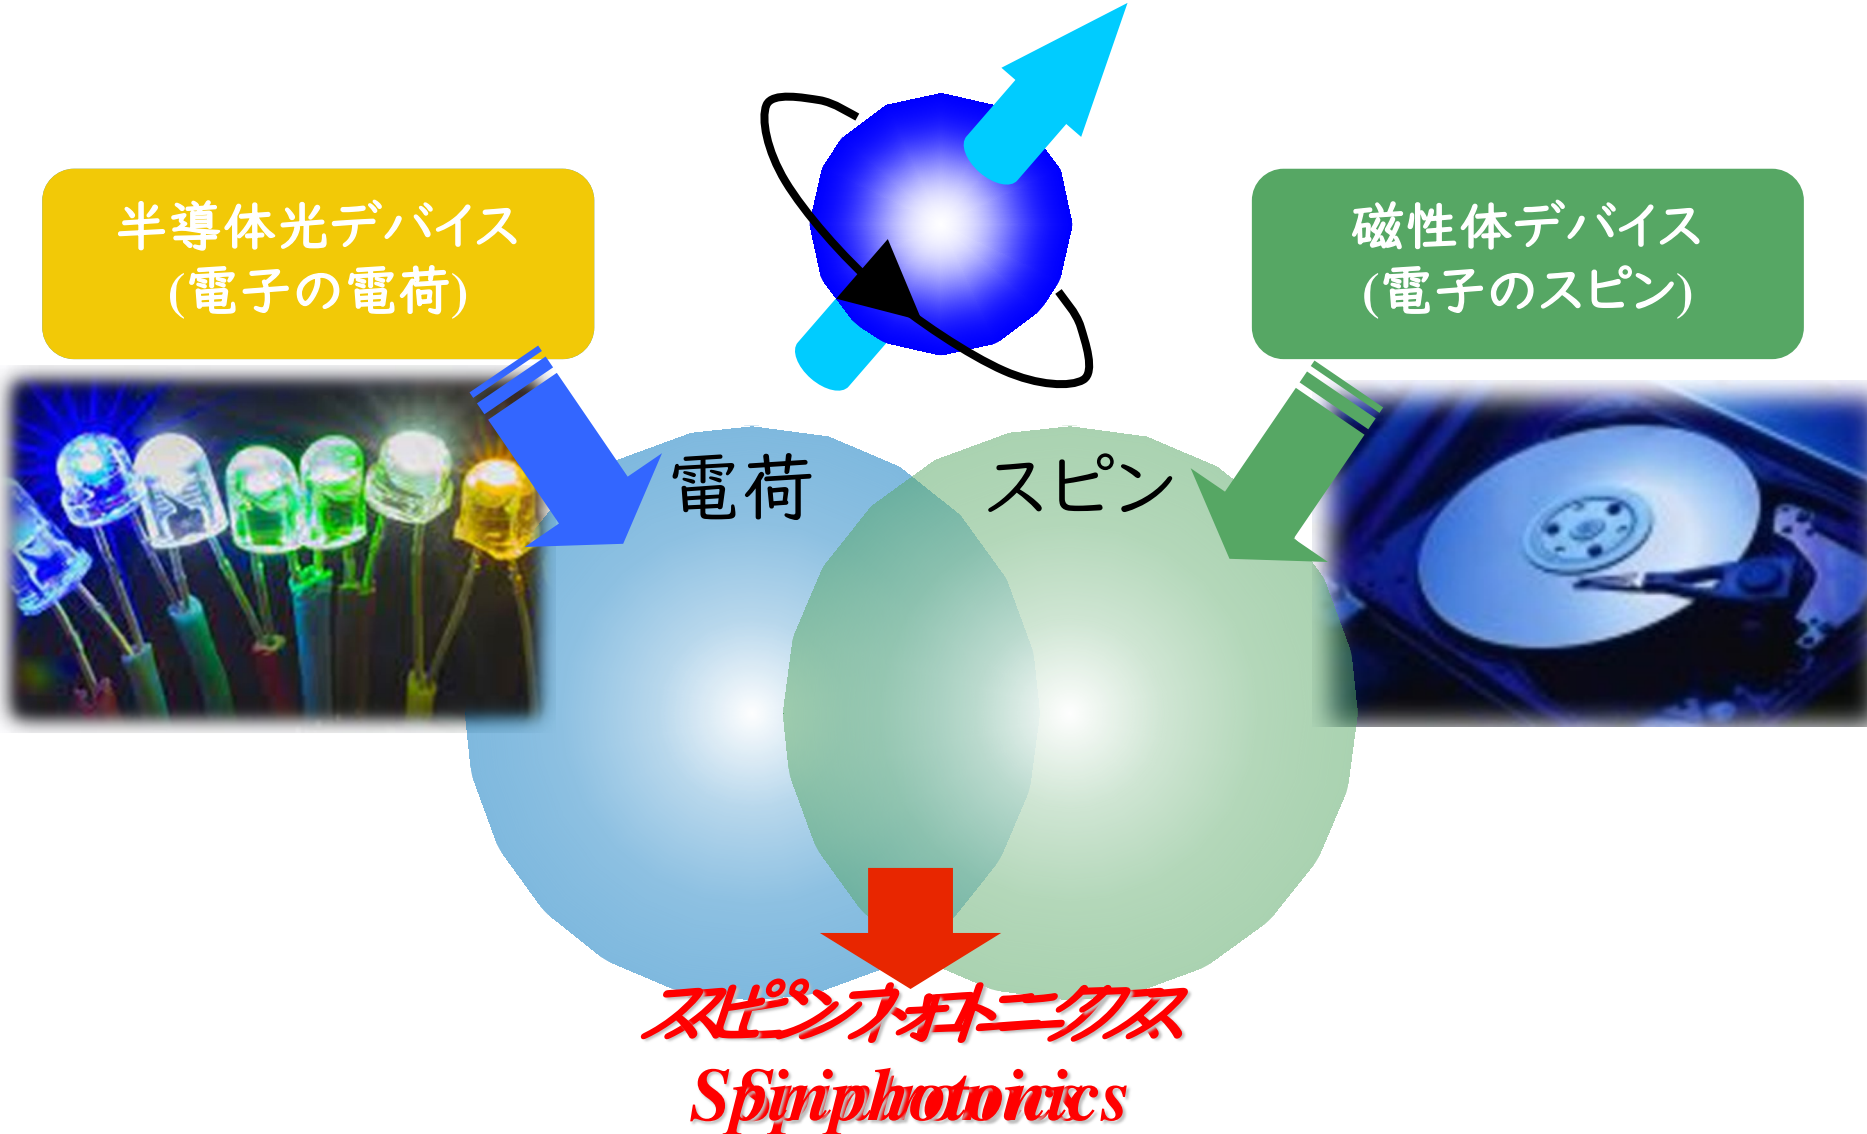 半導体光デバイス
(電子の電荷)
磁性体デバイス
(電子のスピン)
電荷
スピン
スピンフォトニクス
Spinphotonics